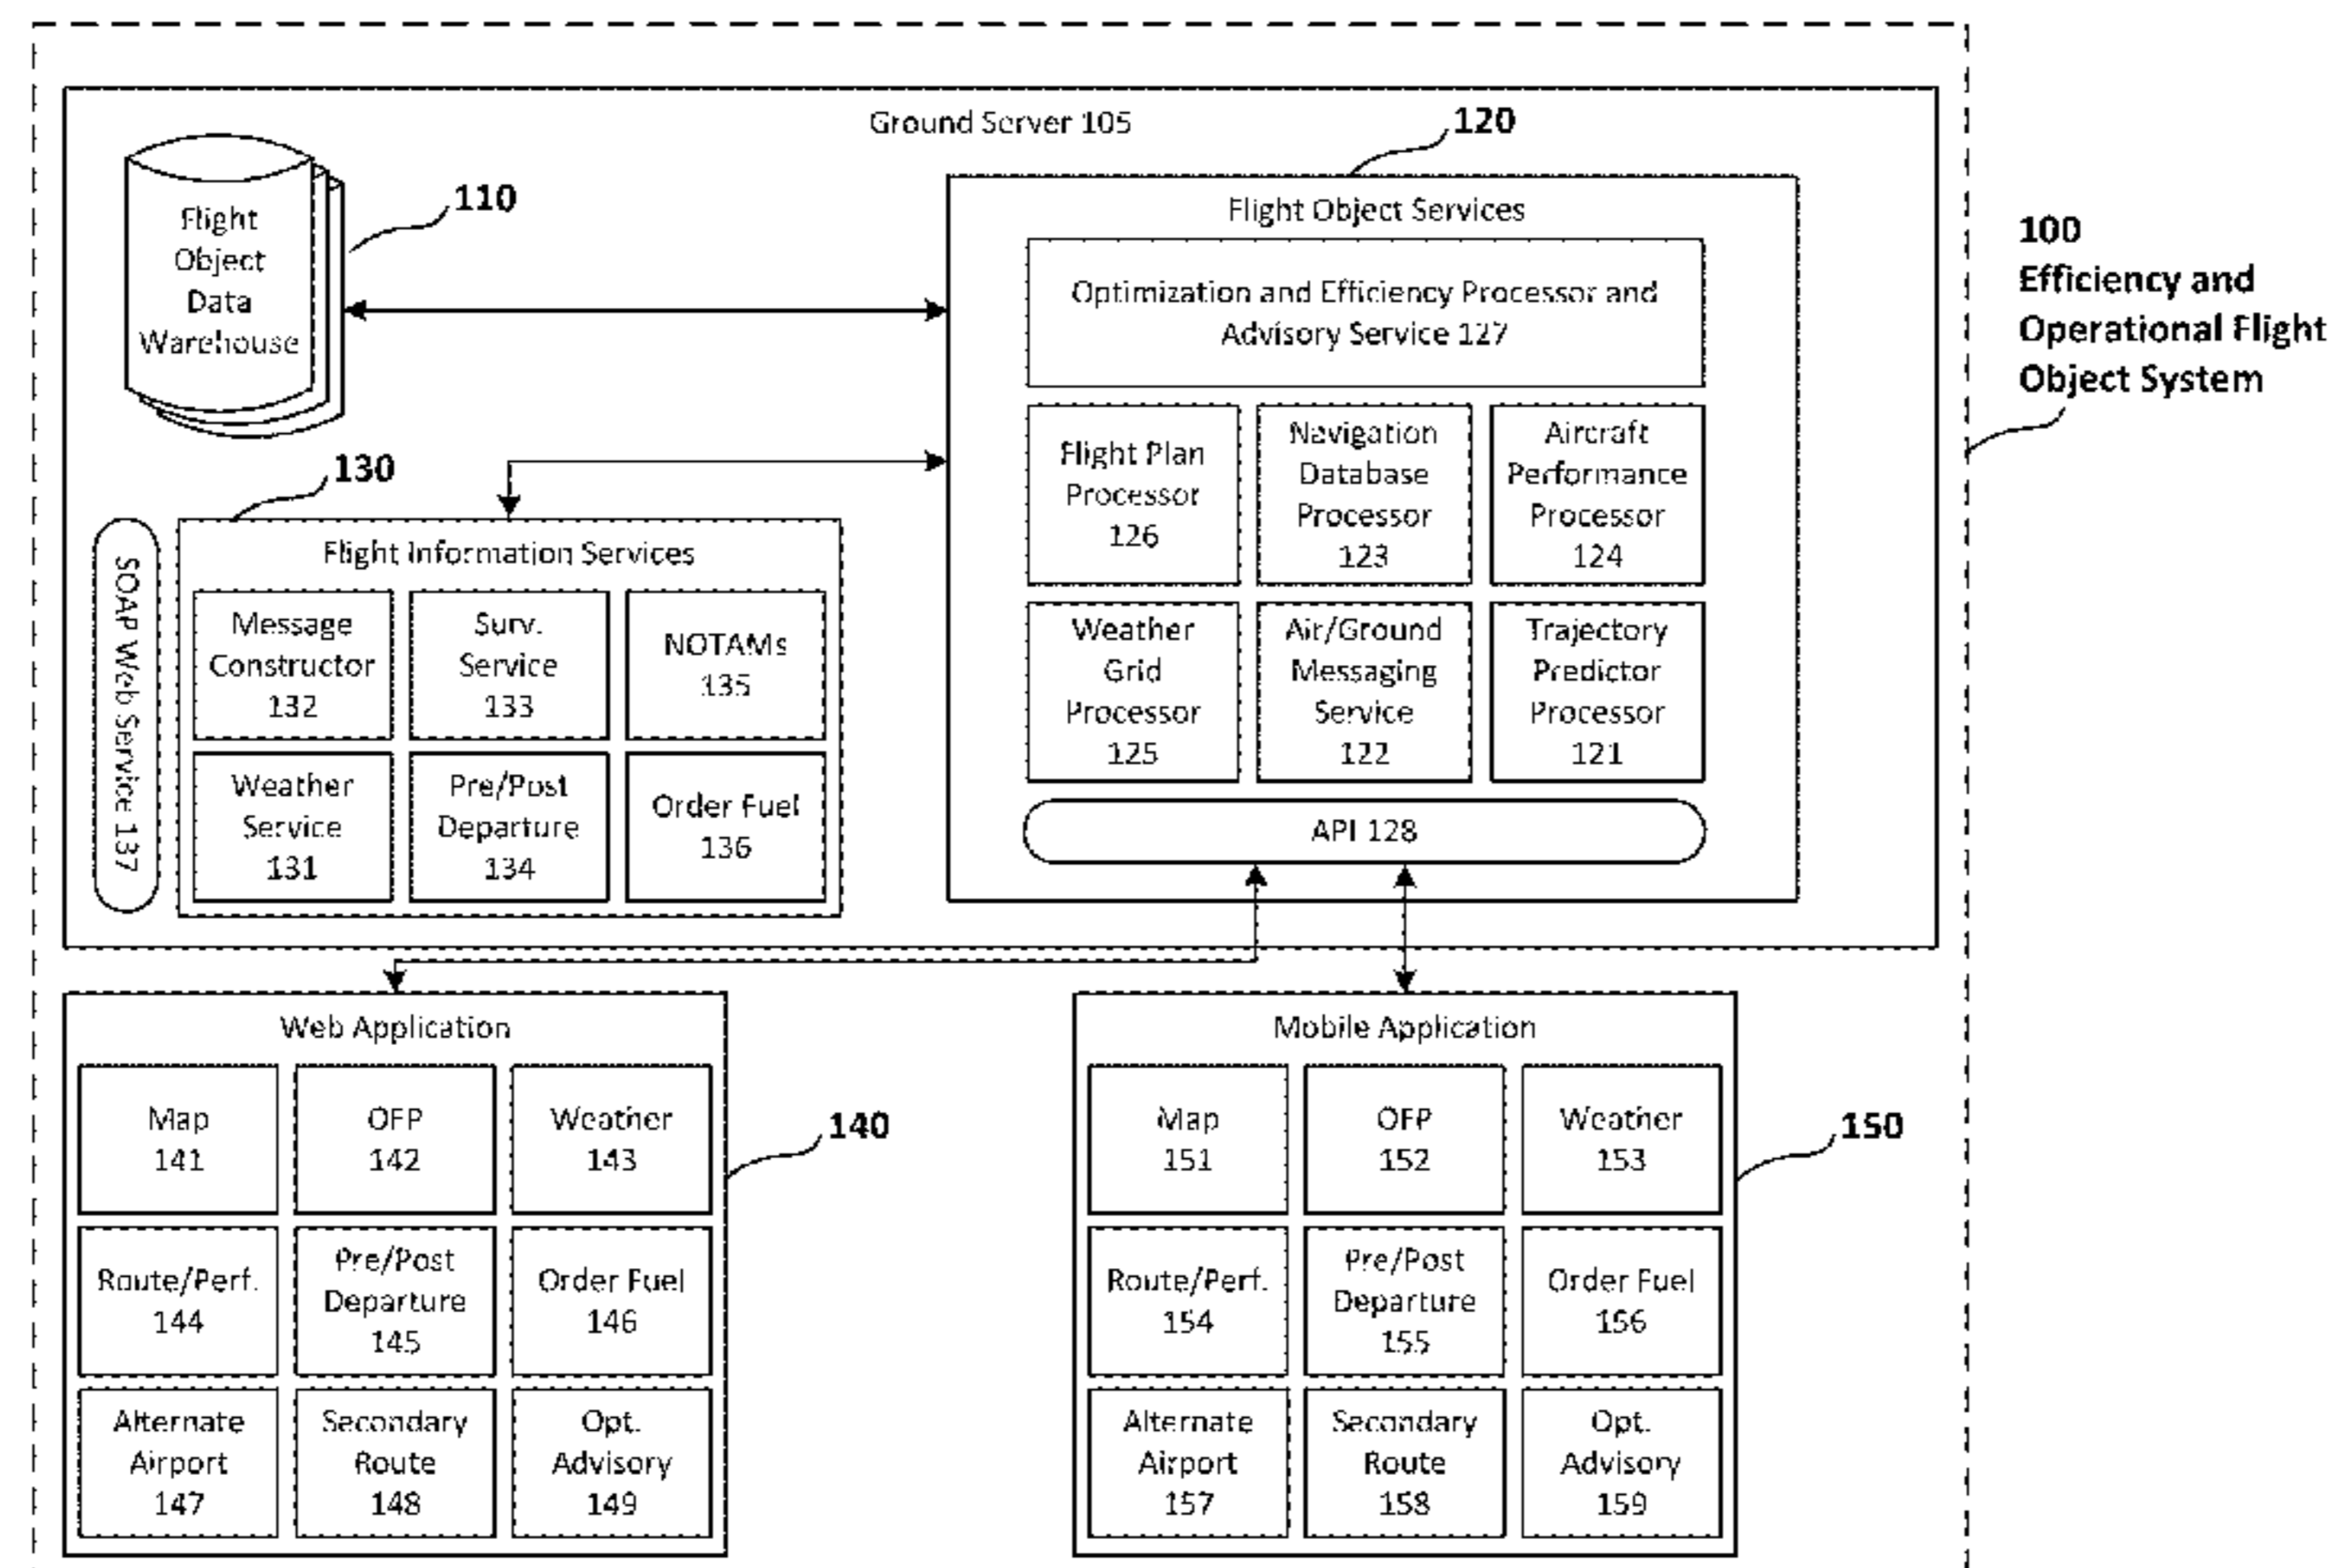 Ground Server 105
120
110
Flight
Object
Data
Warehouse
Flight Object Services
Optimization and Efficiency Processor and
Advisory Service 127
100
Efficiency and
Operational Flight
Object System
Flight Plan
Processor
126
Navigation
Database
Processor
123
Aircraft
Performance
Processor
124
130
SOAP Web Service 137
Flight Information Services
Message
Constructor
132
Surv.
Service
133
NOTAMs
135
Weather
Service
131
Pre/Post
Departure
134
Order Fuel
136
Weather
Grid
Processor
125
Air/Ground
Messaging
Service
122
Trajectory
Predictor
Processor
121
API 128
Web Application
Map
141
OFP
142
Weather
143
140
Route/Perf.
144
Pre/Post
Departure
145
Order Fuel
146
Alternate
Airport
147
Secondary
Route
148
Opt.
Advisory
149
Mobile Application
Map
151
OFP
152
Weather
153
150
Route/Perf.
154
Pre/Post
Departure
155
Order Fuel
156
Alternate
Airport
157
Secondary
Route
158
Opt.
Advisory
159